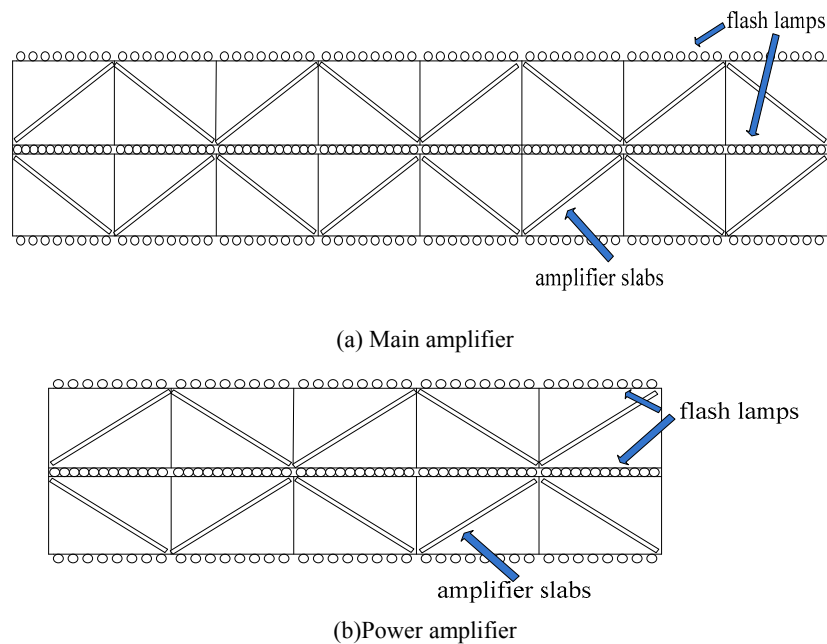 flash lamps
amplifier slabs
(a) Main amplifier
flash lamps
amplifier slabs
(b)Power amplifier